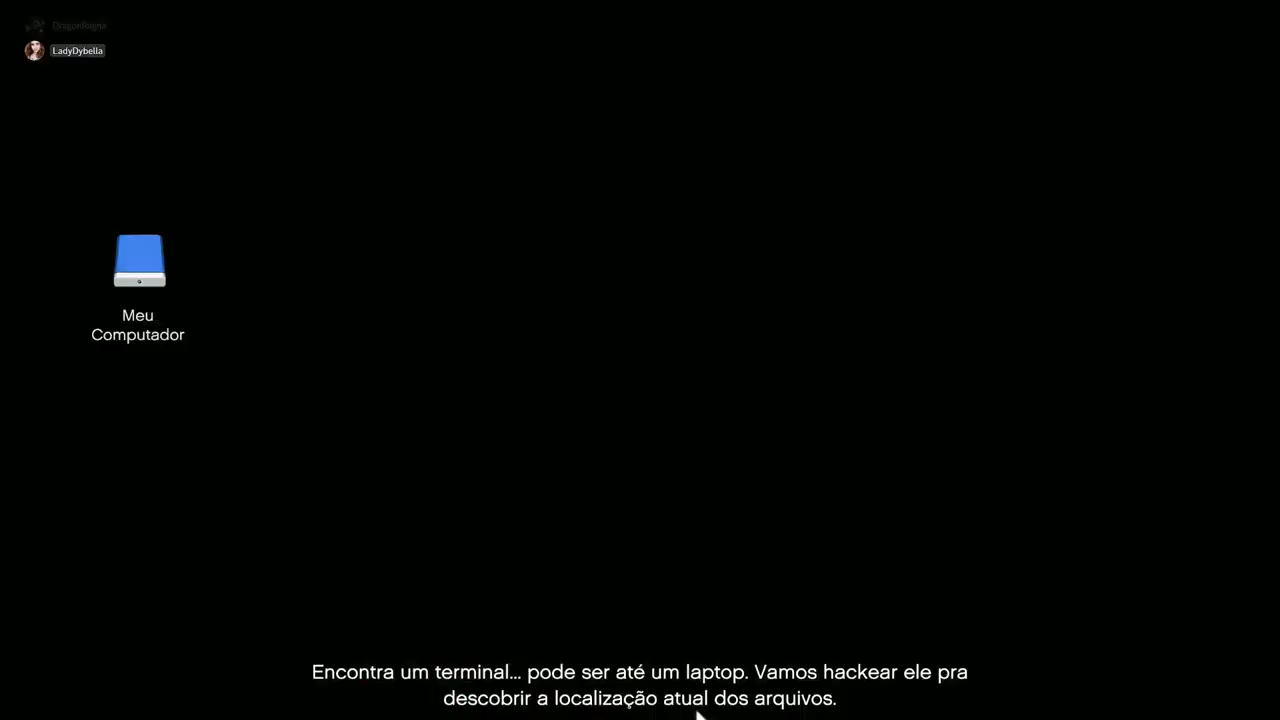 LadyDybella
Meu
Computador
Encontra um terminal... pode ser até um laptop. Vamos hackear ele pra
descobrir a localização atual dos arquivos.